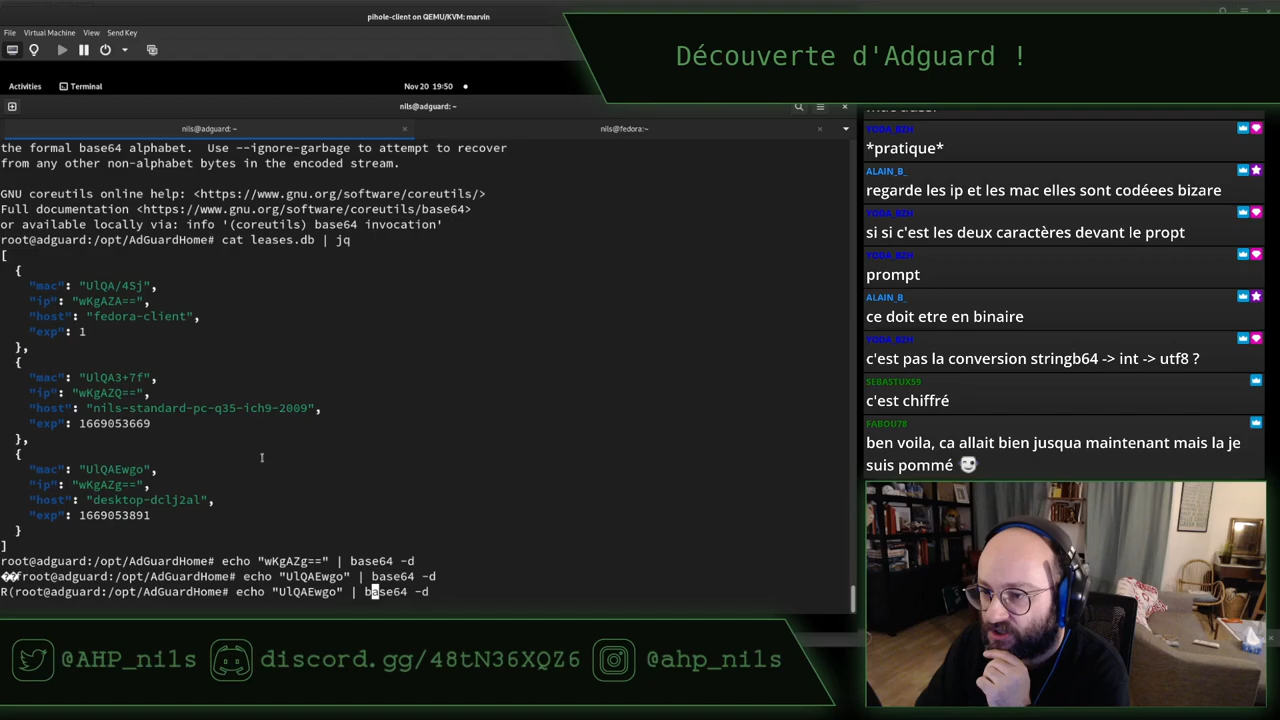 pihole-client on QEMU/KVM: marvin
File Virtual Machine View Send Key
Découverte d'Adguard !
Activities Terminal Nov 20 19:50
nils@adguard: ~
nils@adguard: ~ nils@fedora:~
the formal base64 alphabet. Use --ignore-garbage to attempt to recover
from any other non-alphabet bytes in the encoded stream.
GNU coreutils online help: <https://www.gnu.org/software/coreutils/>
Full documentation <https://www.gnu.org/software/coreutils/base64>
or available locally via: info '(coreutils) base64 invocation'
root@adguard:/opt/AdGuardHome# cat leases.db | jq
[
{
"mac": "UlQA/4Sj",
"ip": "wKgAZA==",
"host": "fedora-client",
"exp": 1
},
{
"mac": "UlQA3+7f",
"ip": "wKgAZQ==",
"host": "nils-standard-pc-q35-ich9-2009",
"exp": 1669053669
},
{
"mac": "UlQAEwgo",
"ip": "wKgAZg==",
"host": "desktop-dclj2al",
"exp": 1669053891
}
]
root@adguard:/opt/AdGuardHome# echo "wKgAZg==" | base64 -d
��froot@adguard:/opt/AdGuardHome# echo "UlQAEwgo" | base64 -d
R(root@adguard:/opt/AdGuardHome# echo "UlQAEwgo" | base64 -d
YODA_BZH
*pratique*
ALAIN_B_
regarde les ip et les mac elles sont codéees bizare
YODA_BZH
si si c'est les deux caractères devant le propt
YODA_BZH
prompt
ALAIN_B_
ce doit etre en binaire
YODA_BZH
c'est pas la conversion stringb64 -> int -> utf8 ?
SEBASTUX59
c'est chiffré
FABOU78
ben voila, ca allait bien jusqua maintenant mais la je
suis pommé
@AHP_nils discord.gg/48tN36XQZ6 @ahp_nils